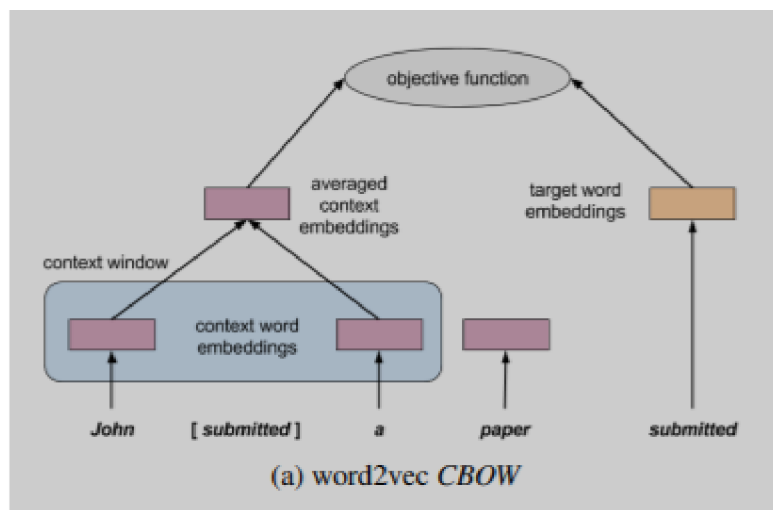 objective function
averaged
context
embeddings
target word
embeddings
context window
context word
embeddings
John [ submitted ] a paper submitted
(a) word2vec CBOW